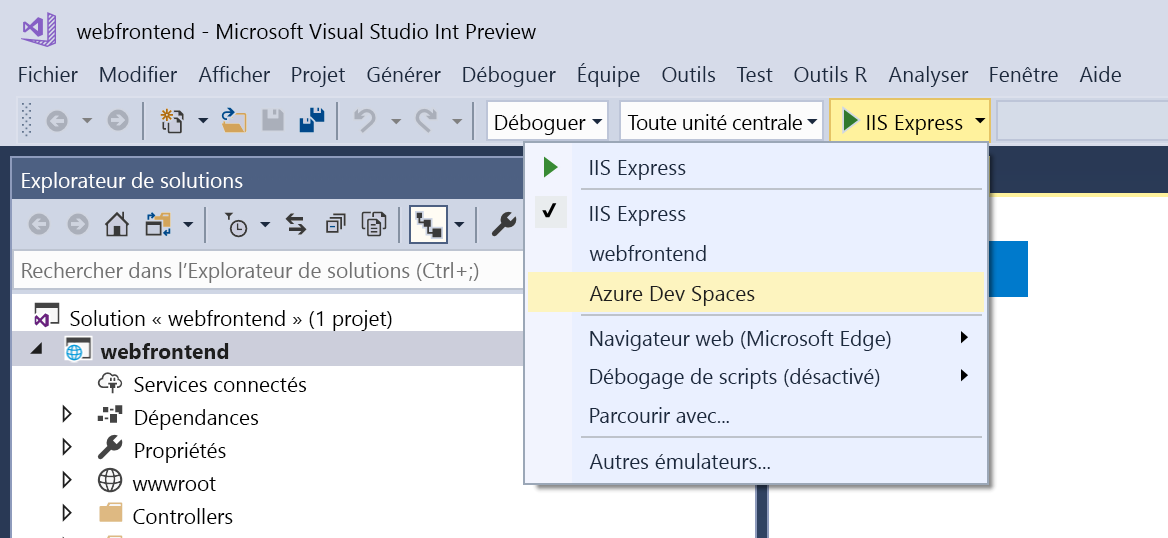 webfrontend - Microsoft Visual Studio Int Preview
Fichier Modifier Afficher Projet Générer Déboguer Équipe Outils Test Outils R Analyser Fenêtre Aide
Déboguer Toute unité centrale IIS Express
IIS Express
IIS Express
webfrontend
Azure Dev Spaces
Navigateur web (Microsoft Edge)
Débogage de scripts (désactivé)
Parcourir avec...
Autres émulateurs...
Explorateur de solutions
Rechercher dans l’Explorateur de solutions (Ctrl+;)
Solution « webfrontend » (1 projet)
webfrontend
Services connectés
Dépendances
Propriétés
wwwroot
Controllers